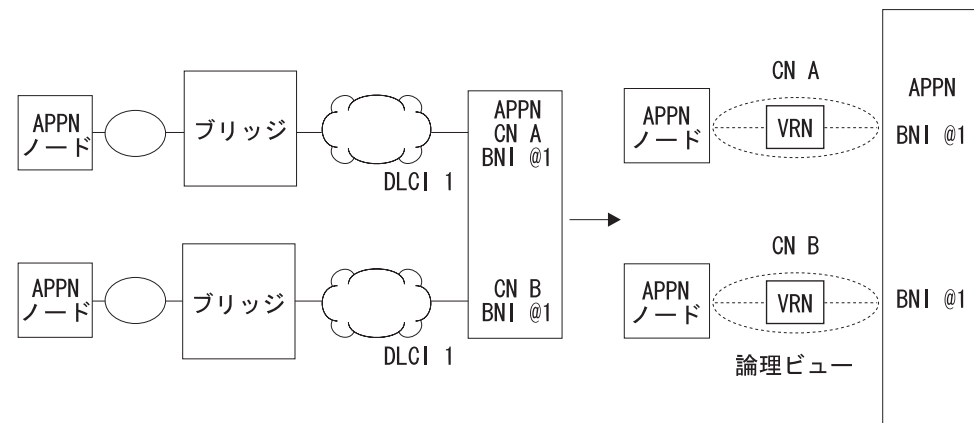 APPN
ノード
ブリッジ
DLCI 1
APPN
CN A
BNI @1
APPN
ノード
ブリッジ
DLCI 1
CN B
BNI @1
CN A
APPN
ノード
VRN
APPN
BNI @1
CN B
APPN
ノード
VRN
BNI @1
論理ビュー